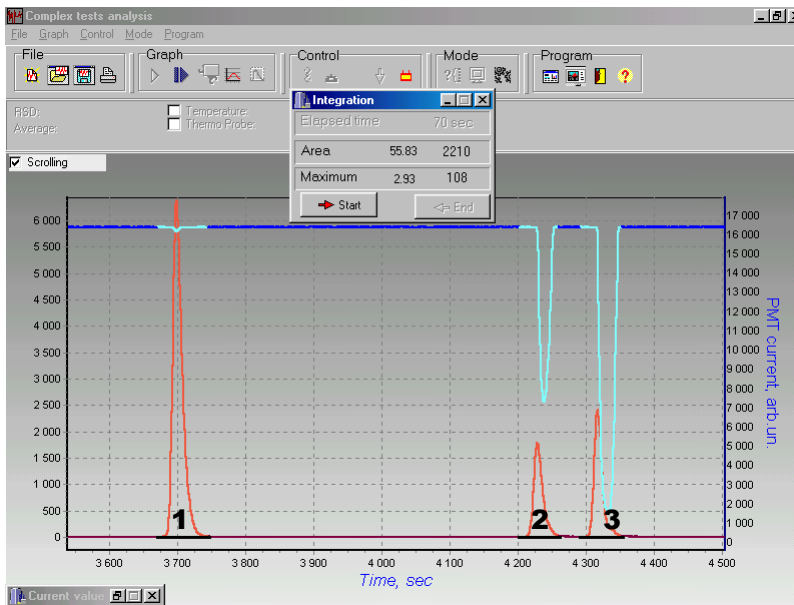 Complex tests analysis
File Graph Control Mode Program
File Graph Control Mode Program
RSD:
Average:
Temperature:
Thermo Probe:
Scrolling
Integration
Elapsed time 70 sec
Area 55.83 2210
Maximum 2.93 108
Start End
6 000
5 500
5 000
4 500
4 000
3 500
3 000
2 500
2 000
1 500
1 000
500
0
17 000
16 000
15 000
14 000
13 000
12 000
11 000
10 000
9 000
8 000
7 000
6 000
5 000
4 000
3 000
2 000
1 000
0
PMT current, arb.un.
1 2 3
3 600 3 700 3 800 3 900 4 000 4 100 4 200 4 300 4 400 4 500
Time, sec
Current value